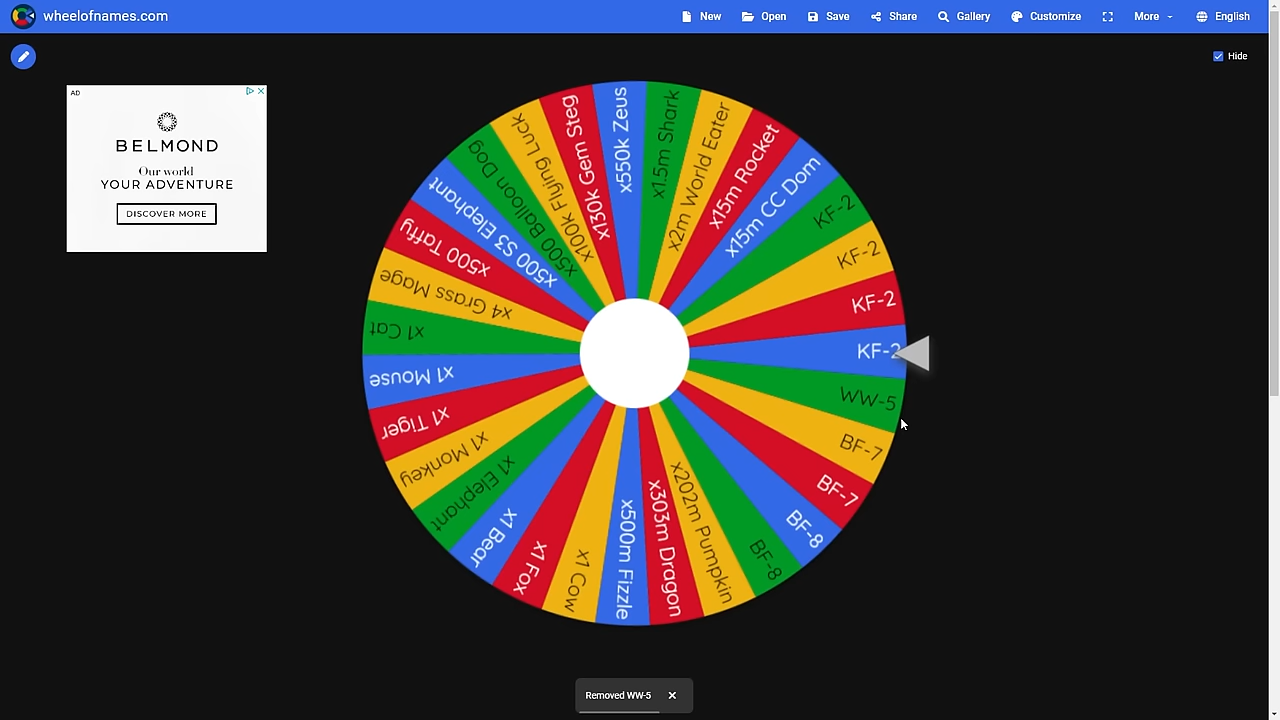 wheelofnames.com
New
Open
Save
Share
Gallery
Customize
More
English
Hide
AD
BELMOND
Our world
YOUR ADVENTURE
DISCOVER MORE
x550k Zeus
x1.5m Shark
x2m World Eater
x15m Rocket
x15m CC Dom
KF-2
KF-2
KF-2
KF-2
WW-5
BF-7
BF-7
BF-8
BF-8
x202m Pumpkin
x303m Dragon
x500m Fizzle
x1 Cow
x1 Fox
x1 Bear
x1 Elephant
x1 Monkey
x1 Tiger
x1 Mouse
x1 Cat
x4 Grass Mage
x500 Taffy
x500 S3 Elephant
x500 Balloon Dog
x100k Flying Luck
x130k Gem Steg
Removed WW-5